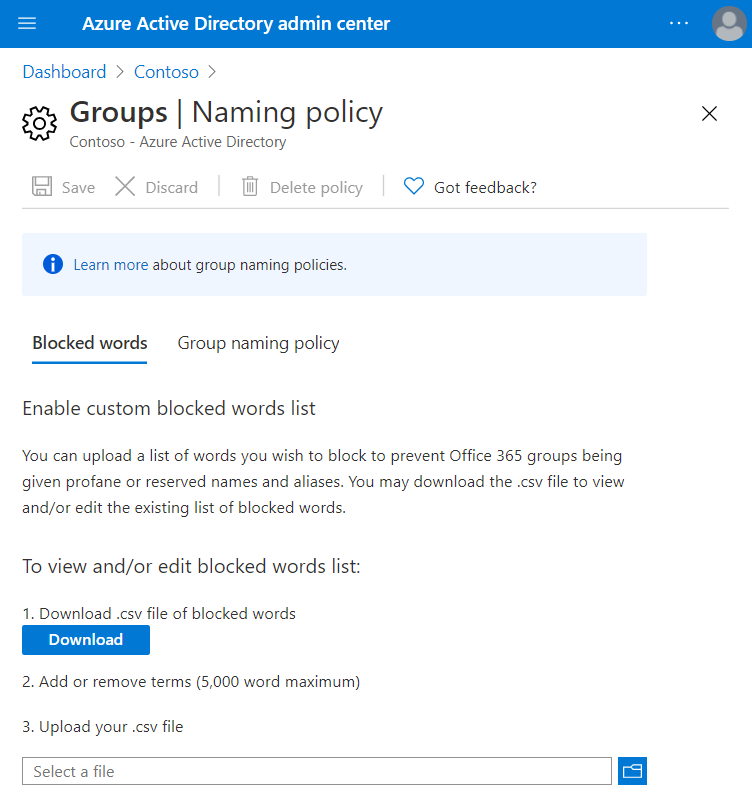 Azure Active Directory admin center
Dashboard > Contoso >
Groups | Naming policy
Contoso - Azure Active Directory
Save Discard Delete policy Got feedback?
Learn more about group naming policies.
Blocked words Group naming policy
Enable custom blocked words list
You can upload a list of words you wish to block to prevent Office 365 groups being
given profane or reserved names and aliases. You may download the .csv file to view
and/or edit the existing list of blocked words.
To view and/or edit blocked words list:
1. Download .csv file of blocked words
Download
2. Add or remove terms (5,000 word maximum)
3. Upload your .csv file
Select a file